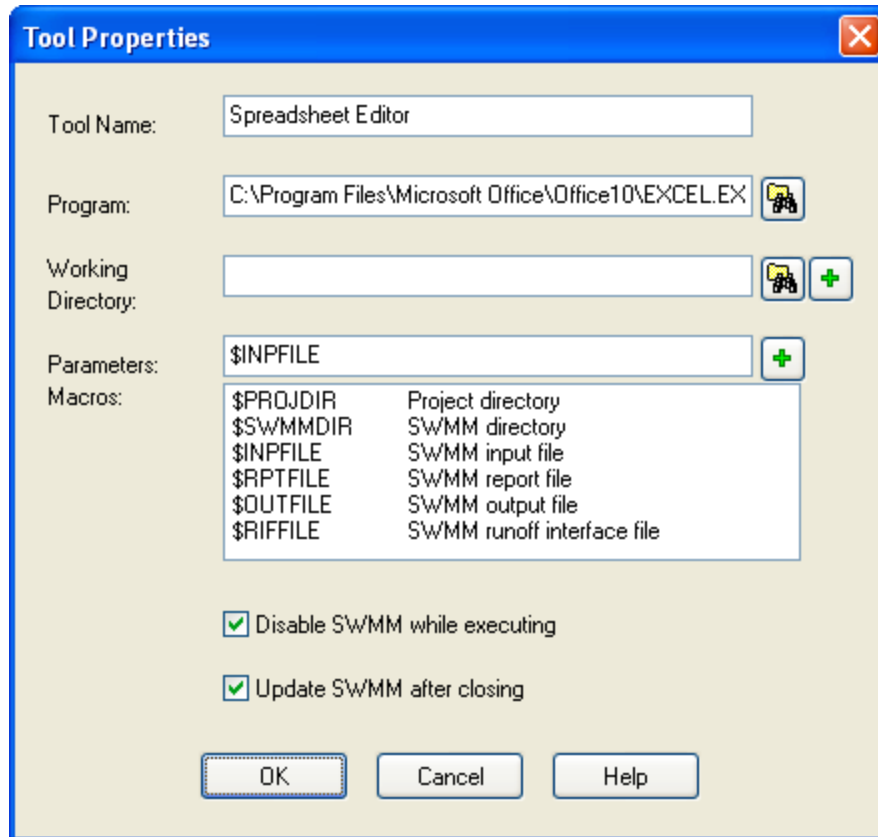 Tool Properties
Tool Name:
Spreadsheet Editor
Program:
C:\Program Files\Microsoft Office\Office10\EXCEL.EX
Working
Directory:
Parameters:
$INPFILE
Macros:
$PROJDIR Project directory
$SWMMDIR SWMM directory
$INPFILE SWMM input file
$RPTFILE SWMM report file
$OUTFILE SWMM output file
$RIFFILE SWMM runoff interface file
Disable SWMM while executing
Update SWMM after closing
OK Cancel Help